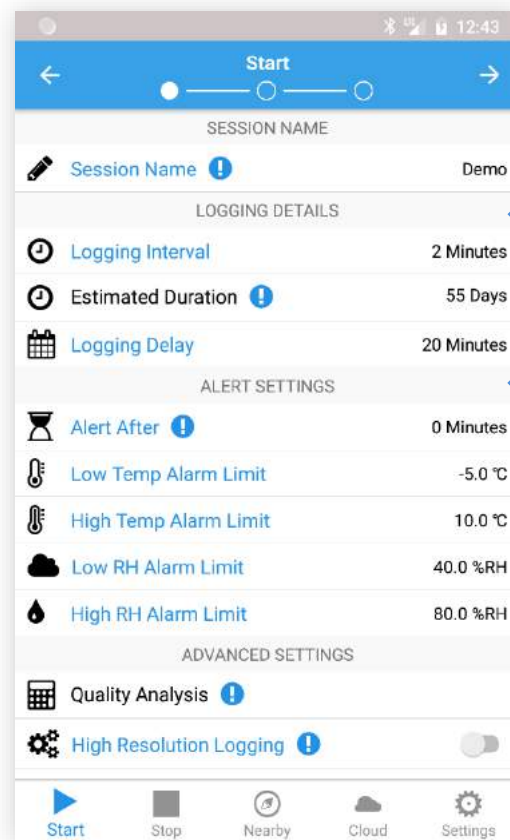 12:43
Start
SESSION NAME
Session Name
Demo
LOGGING DETAILS
Logging Interval
2 Minutes
Estimated Duration
55 Days
Logging Delay
20 Minutes
ALERT SETTINGS
Alert After
0 Minutes
Low Temp Alarm Limit
-5.0 °C
High Temp Alarm Limit
10.0 °C
Low RH Alarm Limit
40.0 %RH
High RH Alarm Limit
80.0 %RH
ADVANCED SETTINGS
Quality Analysis
High Resolution Logging
Start
Stop
Nearby
Cloud
Settings